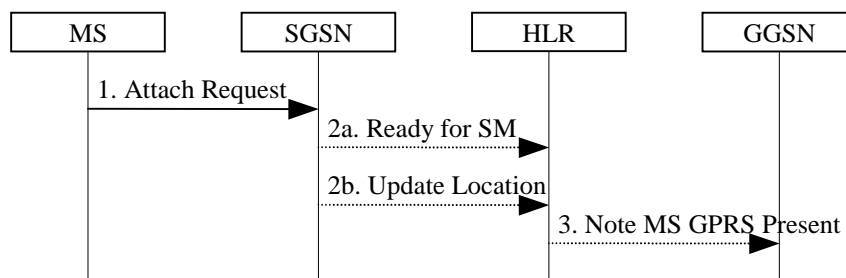 MS SGSN HLR GGSN
1. Attach Request
2a. Ready for SM
2b. Update Location
3. Note MS GPRS Present